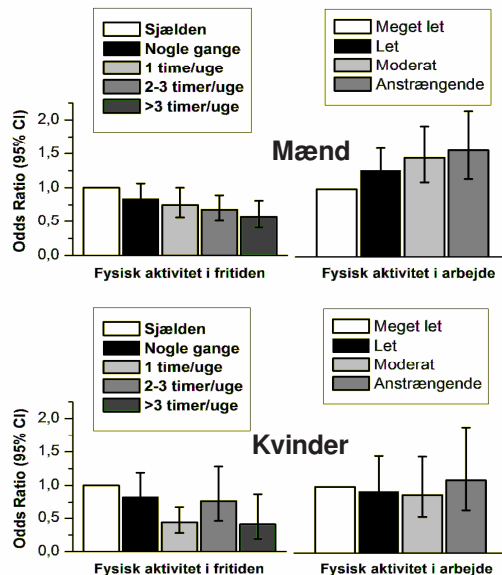 Sjælden
Nogle gange
1 time/uge
2-3 timer/uge
>3 timer/uge
Meget let
Let
Moderat
Anstrængende
Mænd
Odds Ratio (95% CI)
2,0
1,5
1,0
0,5
0,0
Fysisk aktivitet i fritiden
Fysisk aktivitet i arbejde
Sjælden
Nogle gange
1 time/uge
2-3 timer/uge
>3 timer/uge
Meget let
Let
Moderat
Anstrængende
Kvinder
Odds Ratio (95% CI)
2,0
1,5
1,0
0,5
0,0
Fysisk aktivitet i fritiden
Fysisk aktivitet i arbejde